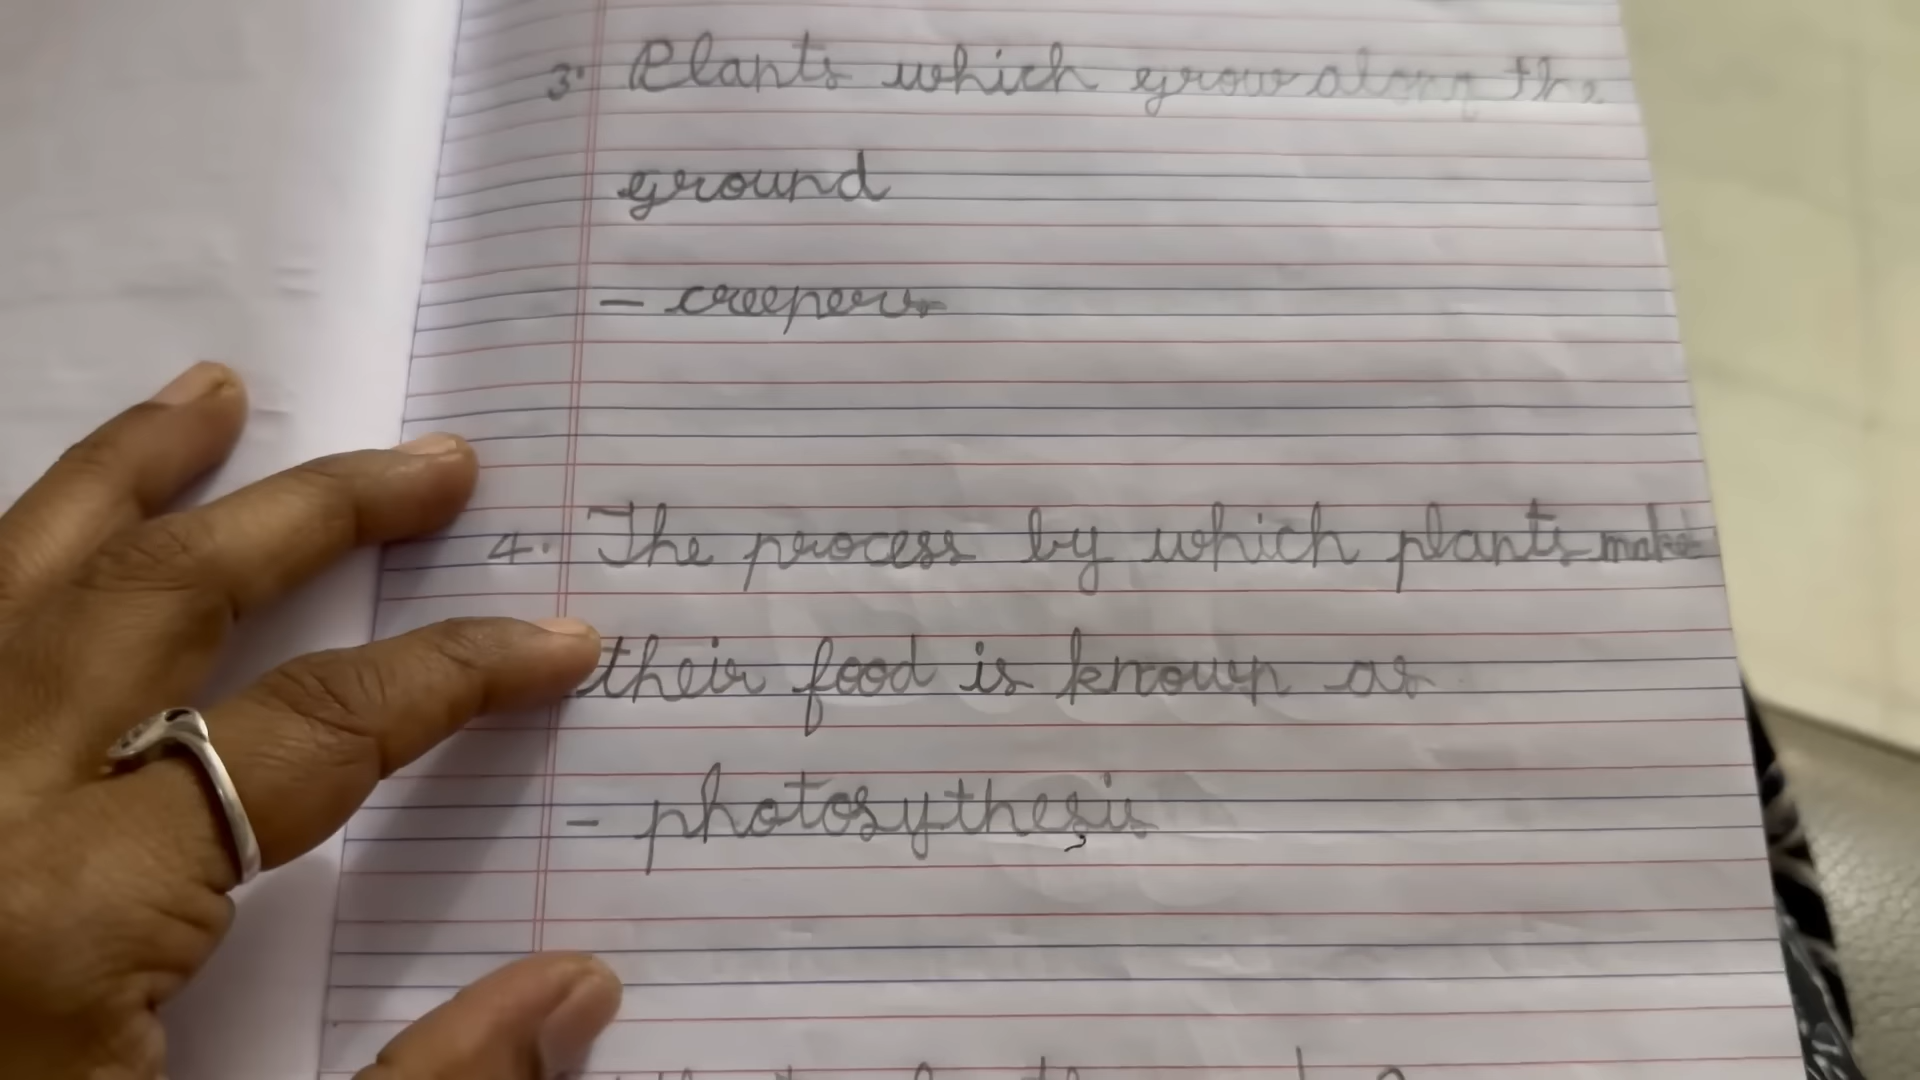 3. Plants which grow along the
ground
- creepers
4. The process by which plants make
their food is known as
- photosythesis